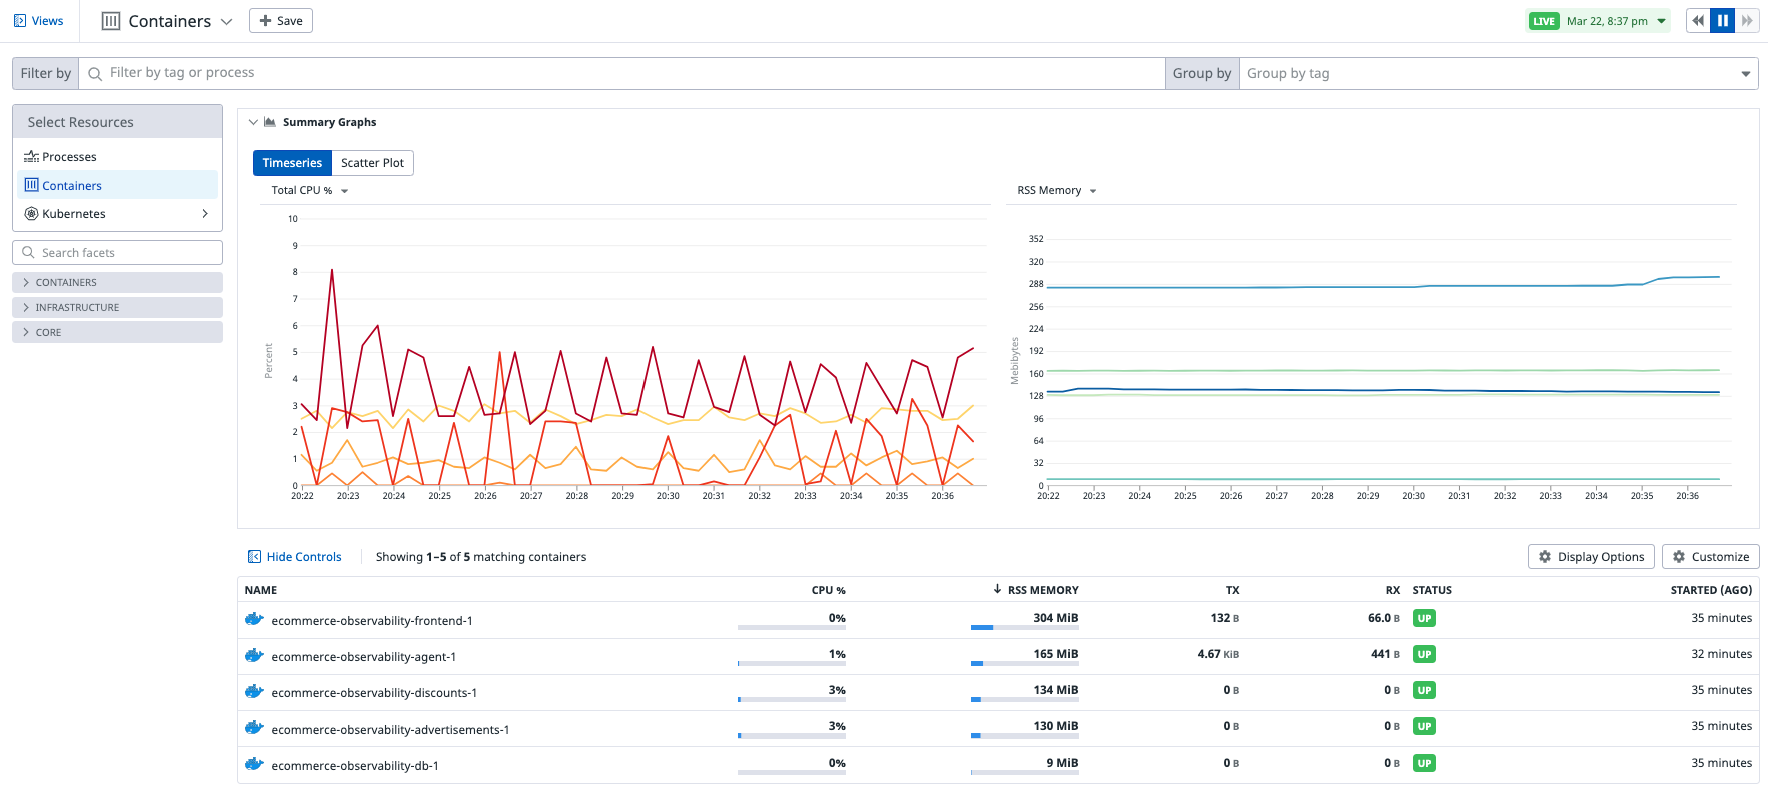 Views
Containers
Save
LIVE Mar 22, 8:37 pm
Filter by Filter by tag or process Group by Group by tag
Select Resources
Processes
Containers
Kubernetes
Search facets
CONTAINERS
INFRASTRUCTURE
CORE
Summary Graphs
Timeseries Scatter Plot
Total CPU %
Percent
10
9
8
7
6
5
4
3
2
1
0
20:22 20:23 20:24 20:25 20:26 20:27 20:28 20:29 20:30 20:31 20:32 20:33 20:34 20:35 20:36
RSS Memory
Mebibytes
352
320
288
256
224
192
160
128
96
64
32
0
20:22 20:23 20:24 20:25 20:26 20:27 20:28 20:29 20:30 20:31 20:32 20:33 20:34 20:35 20:36
Hide Controls Showing 1–5 of 5 matching containers Display Options Customize
NAME CPU % RSS MEMORY TX RX STATUS STARTED (AGO)
ecommerce-observability-frontend-1 0% 304 MiB 132 B 66.0 B UP 35 minutes
ecommerce-observability-agent-1 1% 165 MiB 4.67 KiB 441 B UP 32 minutes
ecommerce-observability-discounts-1 3% 134 MiB 0 B 0 B UP 35 minutes
ecommerce-observability-advertisements-1 3% 130 MiB 0 B 0 B UP 35 minutes
ecommerce-observability-db-1 0% 9 MiB 0 B 0 B UP 35 minutes